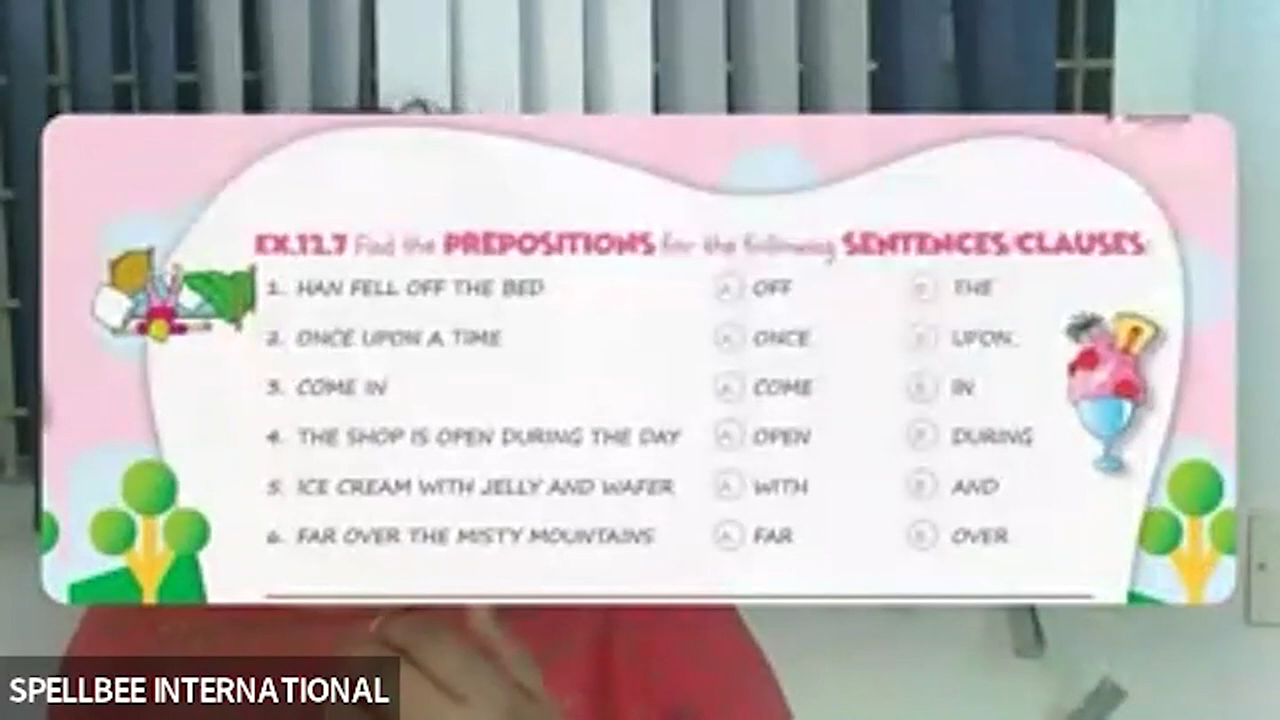 EX.12.7 Find the PREPOSITIONS for the following SENTENCES/CLAUSES
1. HAN FELL OFF THE BED A OFF B THE
2. ONCE UPON A TIME A ONCE B UPON
3. COME IN A COME B IN
4. THE SHOP IS OPEN DURING THE DAY A OPEN B DURING
5. ICE CREAM WITH JELLY AND WAFER A WITH B AND
6. FAR OVER THE MISTY MOUNTAINS A FAR B OVER
SPELLBEE INTERNATIONAL